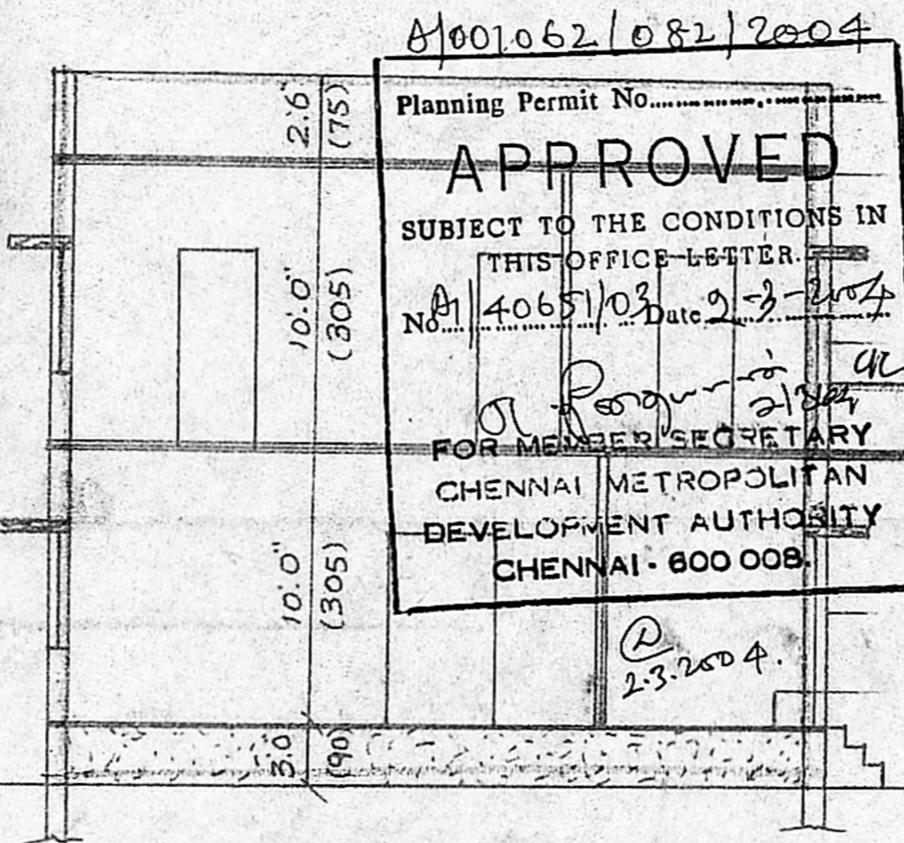 A/001062/082/2004
Planning Permit No.
APPROVED
SUBJECT TO THE CONDITIONS IN
THIS OFFICE LETTER.
No. A1/40651/03 Date 2-3-2004
FOR MEMBER SECRETARY
CHENNAI METROPOLITAN
DEVELOPMENT AUTHORITY
CHENNAI - 600 008.
2.3.2004.
2'.6"
(75)
10'.0"
(305)
10'.0"
(305)
3'.0"
(90)